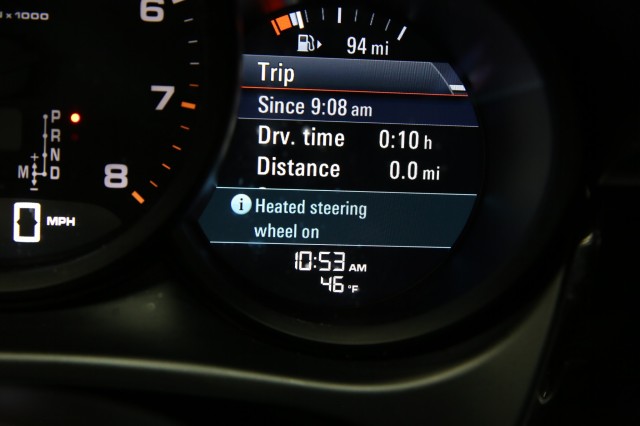 x1000
6
7
8
P
R
N
M D
+
-
0 MPH
94 mi
Trip
Since 9:08 am
Drv. time 0:10 h
Distance 0.0 mi
i Heated steering
wheel on
10:53 AM
46 °F